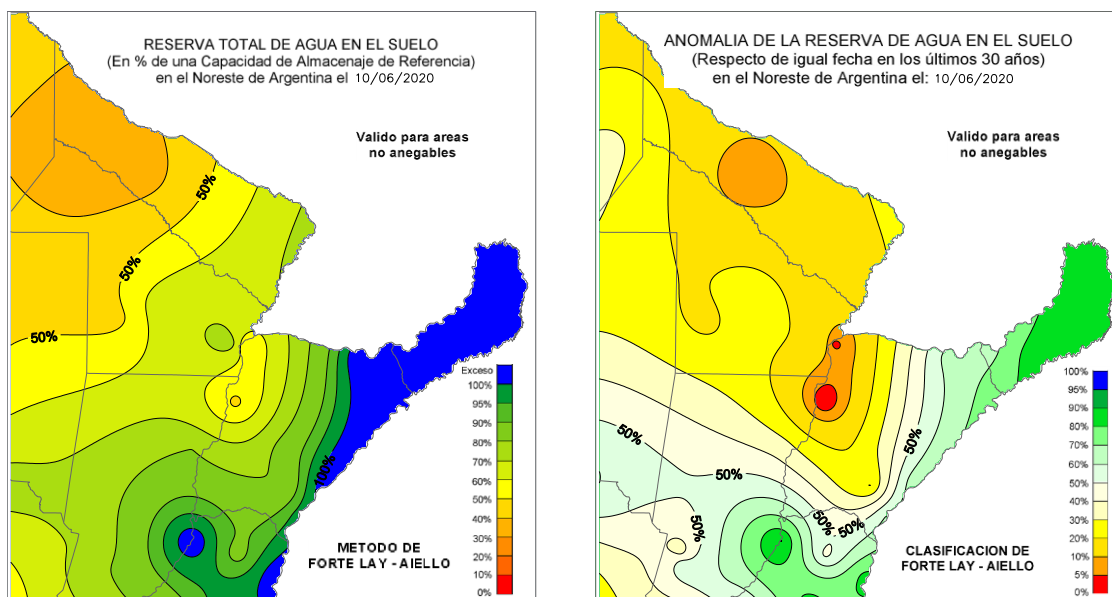 RESERVA TOTAL DE AGUA EN EL SUELO
(En % de una Capacidad de Almacenaje de Referencia)
en el Noreste de Argentina el 10/06/2020
Valido para areas
no anegables
50%
50%
50%
100%
Exceso
100%
95%
90%
80%
70%
60%
50%
40%
30%
20%
10%
0%
METODO DE
FORTE LAY - AIELLO
ANOMALIA DE LA RESERVA DE AGUA EN EL SUELO
(Respecto de igual fecha en los últimos 30 años)
en el Noreste de Argentina el: 10/06/2020
Valido para areas
no anegables
50%
50%
50%
50%
50%
50%
100%
95%
90%
80%
70%
60%
50%
40%
30%
20%
10%
5%
0%
CLASIFICACION DE
FORTE LAY - AIELLO